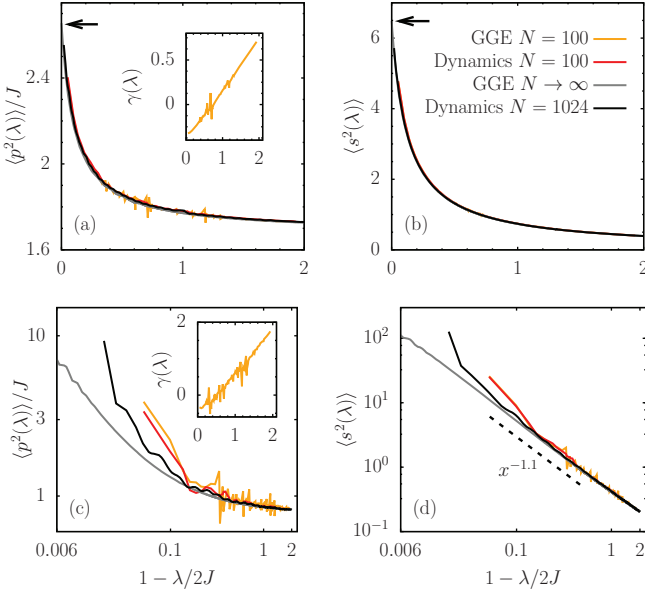 ⟨p²(λ)⟩/J
2.4
2
1.6
0
1
2
(a)
γ(λ)
0.5
0
0
1
2
⟨s²(λ)⟩
6
4
2
0
0
1
2
(b)
GGE N = 100
Dynamics N = 100
GGE N → ∞
Dynamics N = 1024
⟨p²(λ)⟩/J
10
3
1
0.006
0.1
1
2
1 − λ/2J
(c)
γ(λ)
2
0
0
1
2
⟨s²(λ)⟩
10²
10¹
10⁰
10⁻¹
0.006
0.1
1
2
1 − λ/2J
x⁻¹·¹
(d)